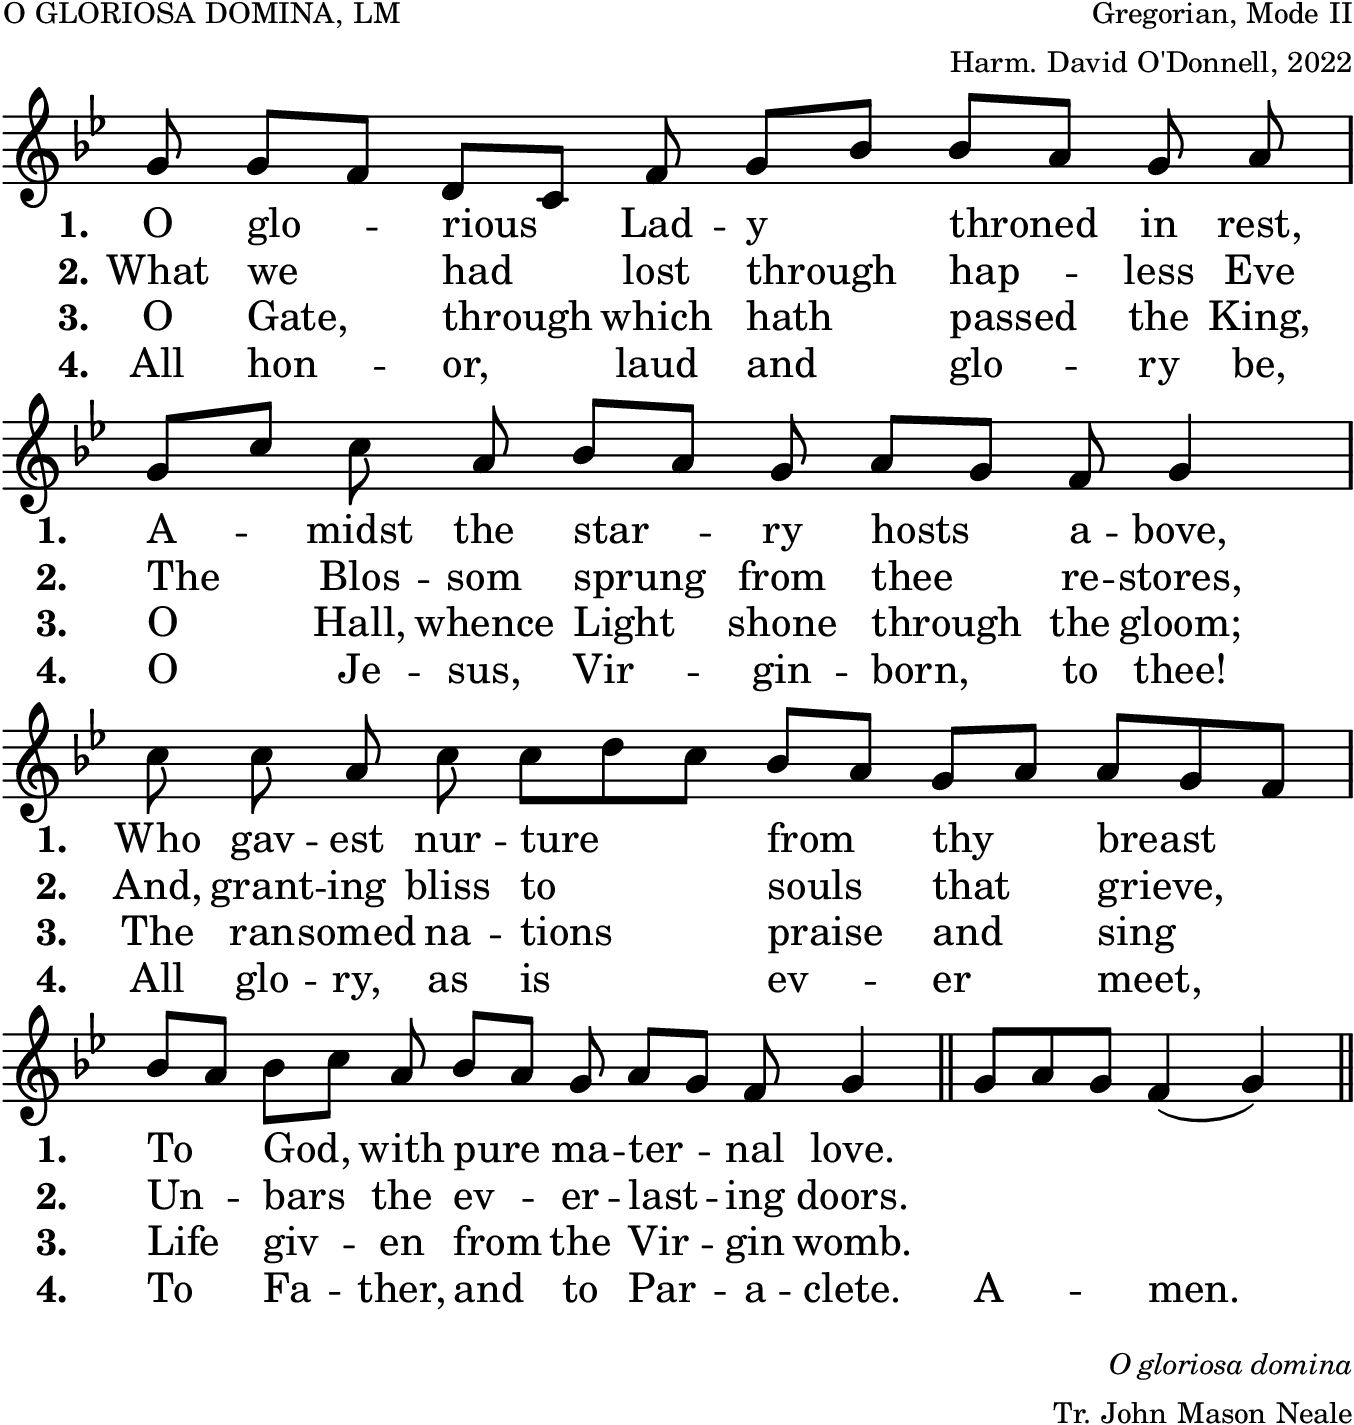 O GLORIOSA DOMINA, LM
Gregorian, Mode II
Harm. David O'Donnell, 2022
1. O glo - rious Lad - y throned in rest,
2. What we had lost through hap - less Eve
3. O Gate, through which hath passed the King,
4. All hon - or, laud and glo - ry be,
1. A - midst the star - ry hosts a - bove,
2. The Blos - som sprung from thee re - stores,
3. O Hall, whence Light shone through the gloom;
4. O Je - sus, Vir - gin - born, to thee!
1. Who gav - est nur - ture from thy breast
2. And, grant - ing bliss to souls that grieve,
3. The ransomed na - tions praise and sing
4. All glo - ry, as is ev - er meet,
1. To God, with pure ma - ter - nal love.
2. Un - bars the ev - er - last - ing doors.
3. Life giv - en from the Vir - gin womb.
4. To Fa - ther, and to Par - a - clete. A - men.
O gloriosa domina
Tr. John Mason Neale